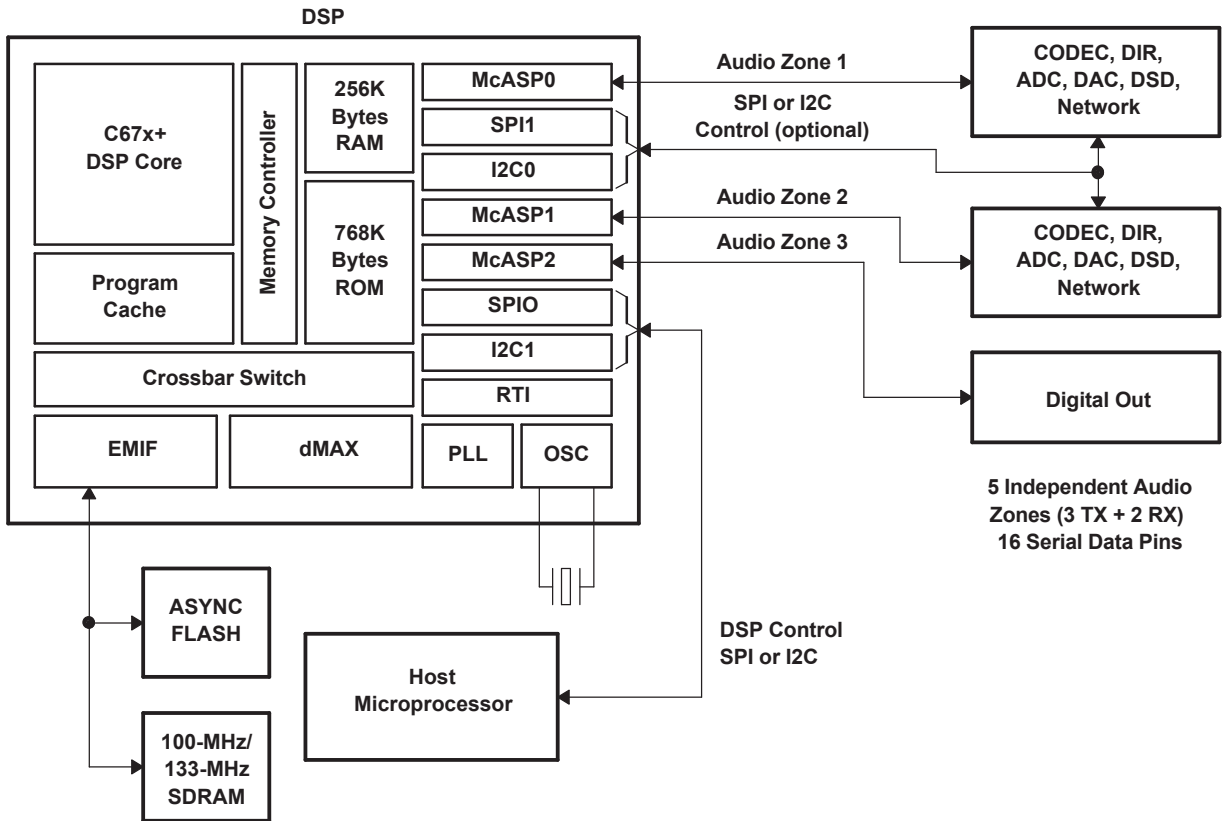 DSP
C67x+
DSP Core
Program
Cache
Memory Controller
256K
Bytes
RAM
768K
Bytes
ROM
Crossbar Switch
EMIF
dMAX
McASP0
SPI1
I2C0
McASP1
McASP2
SPIO
I2C1
RTI
PLL
OSC
Audio Zone 1
SPI or I2C
Control (optional)
Audio Zone 2
Audio Zone 3
CODEC, DIR,
ADC, DAC, DSD,
Network
CODEC, DIR,
ADC, DAC, DSD,
Network
Digital Out
5 Independent Audio
Zones (3 TX + 2 RX)
16 Serial Data Pins
ASYNC
FLASH
100-MHz/
133-MHz
SDRAM
Host
Microprocessor
DSP Control
SPI or I2C